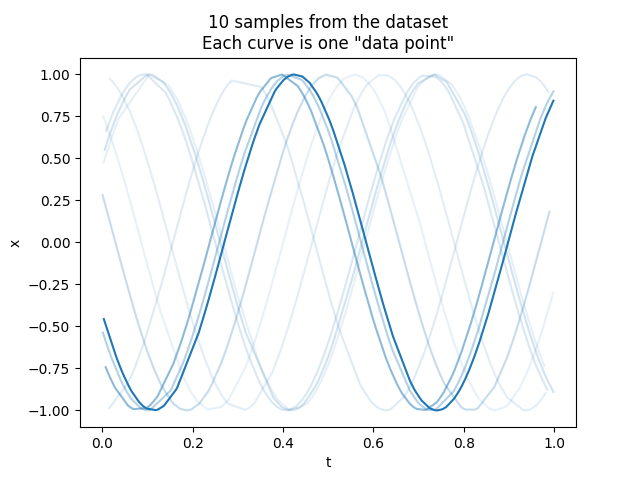 10 samples from the dataset
Each curve is one "data point"
1.00
0.75
0.50
0.25
0.00
−0.25
−0.50
−0.75
−1.00
x
0.0 0.2 0.4 0.6 0.8 1.0
t